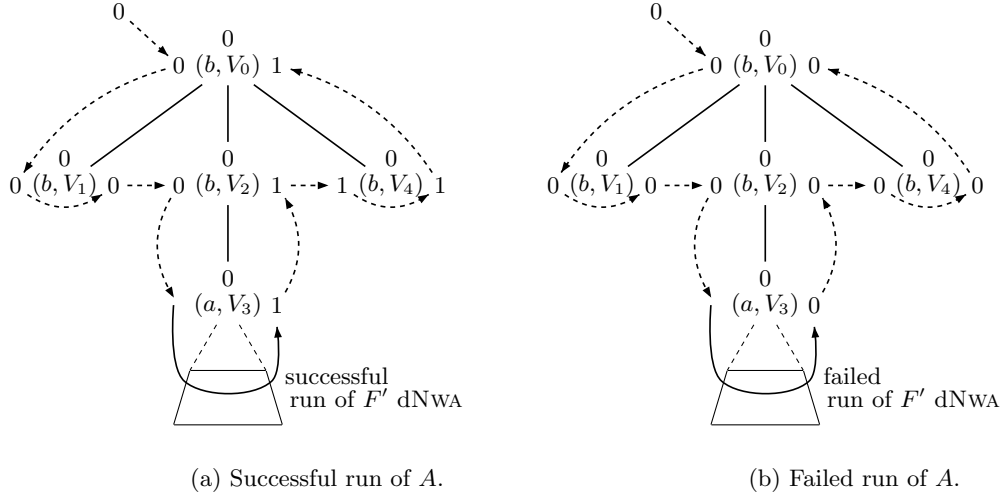 0 0
0 0
0 (b, V₀) 1 0 (b, V₀) 0
0 0 0 0 0 0
0 (b, V₁) 0 0 (b, V₂) 1 1 (b, V₄) 1 0 (b, V₁) 0 0 (b, V₂) 0 0 (b, V₄) 0
0 0
(a, V₃) 1 (a, V₃) 0
successful failed
run of F′ dNWA run of F′ dNWA
(a) Successful run of A. (b) Failed run of A.